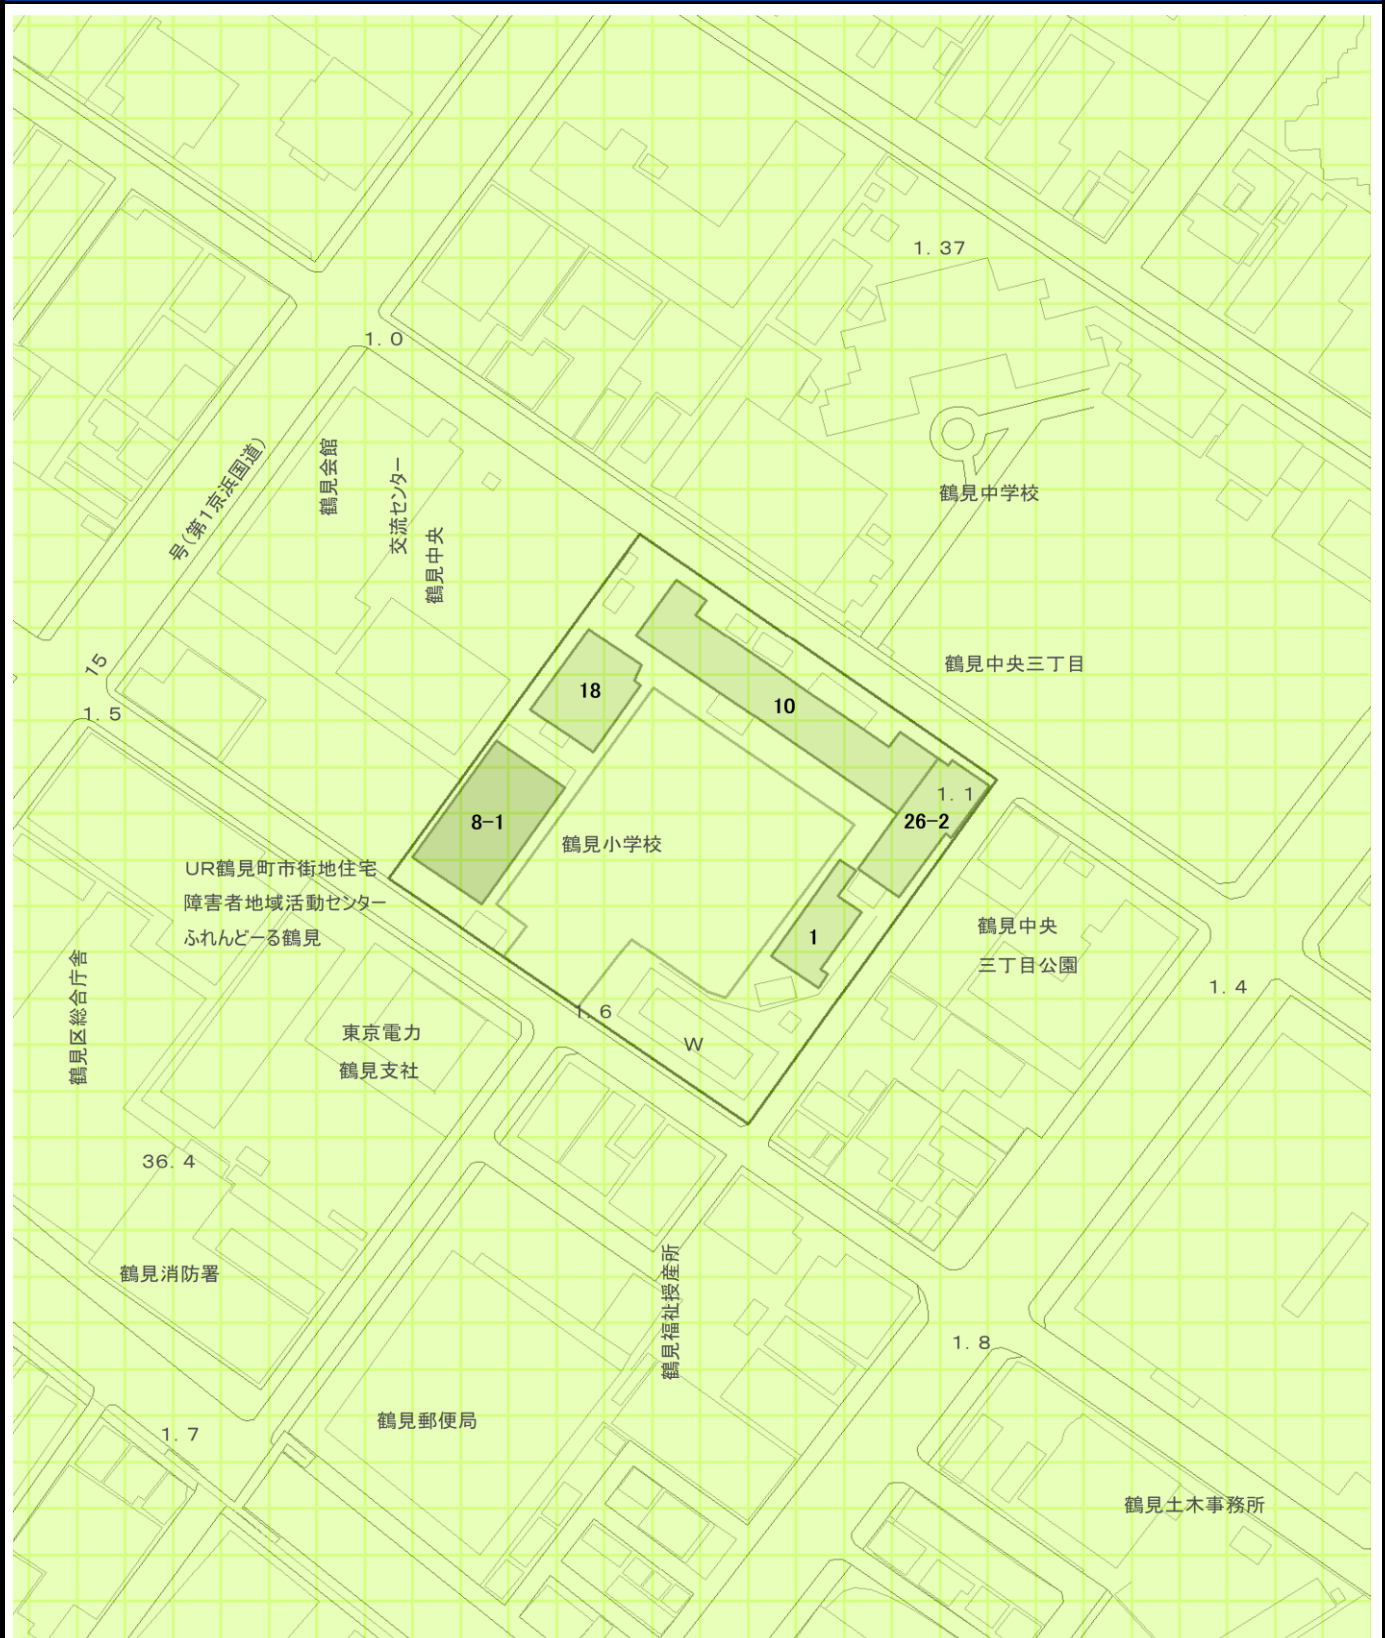 1.37
1.0
鶴見会館
交流センター
鶴見中央
号(第1京浜国道)
鶴見中学校
鶴見中央三丁目
15
1.5
18
10
1.1
26-2
8-1
鶴見小学校
UR鶴見町市街地住宅
障害者地域活動センター
ふれんどーる鶴見
1
鶴見中央
三丁目公園
鶴見区総合庁舎
1.4
1.6
東京電力
鶴見支社
W
36.4
鶴見消防署
鶴見福祉授産所
1.8
鶴見郵便局
1.7
鶴見土木事務所